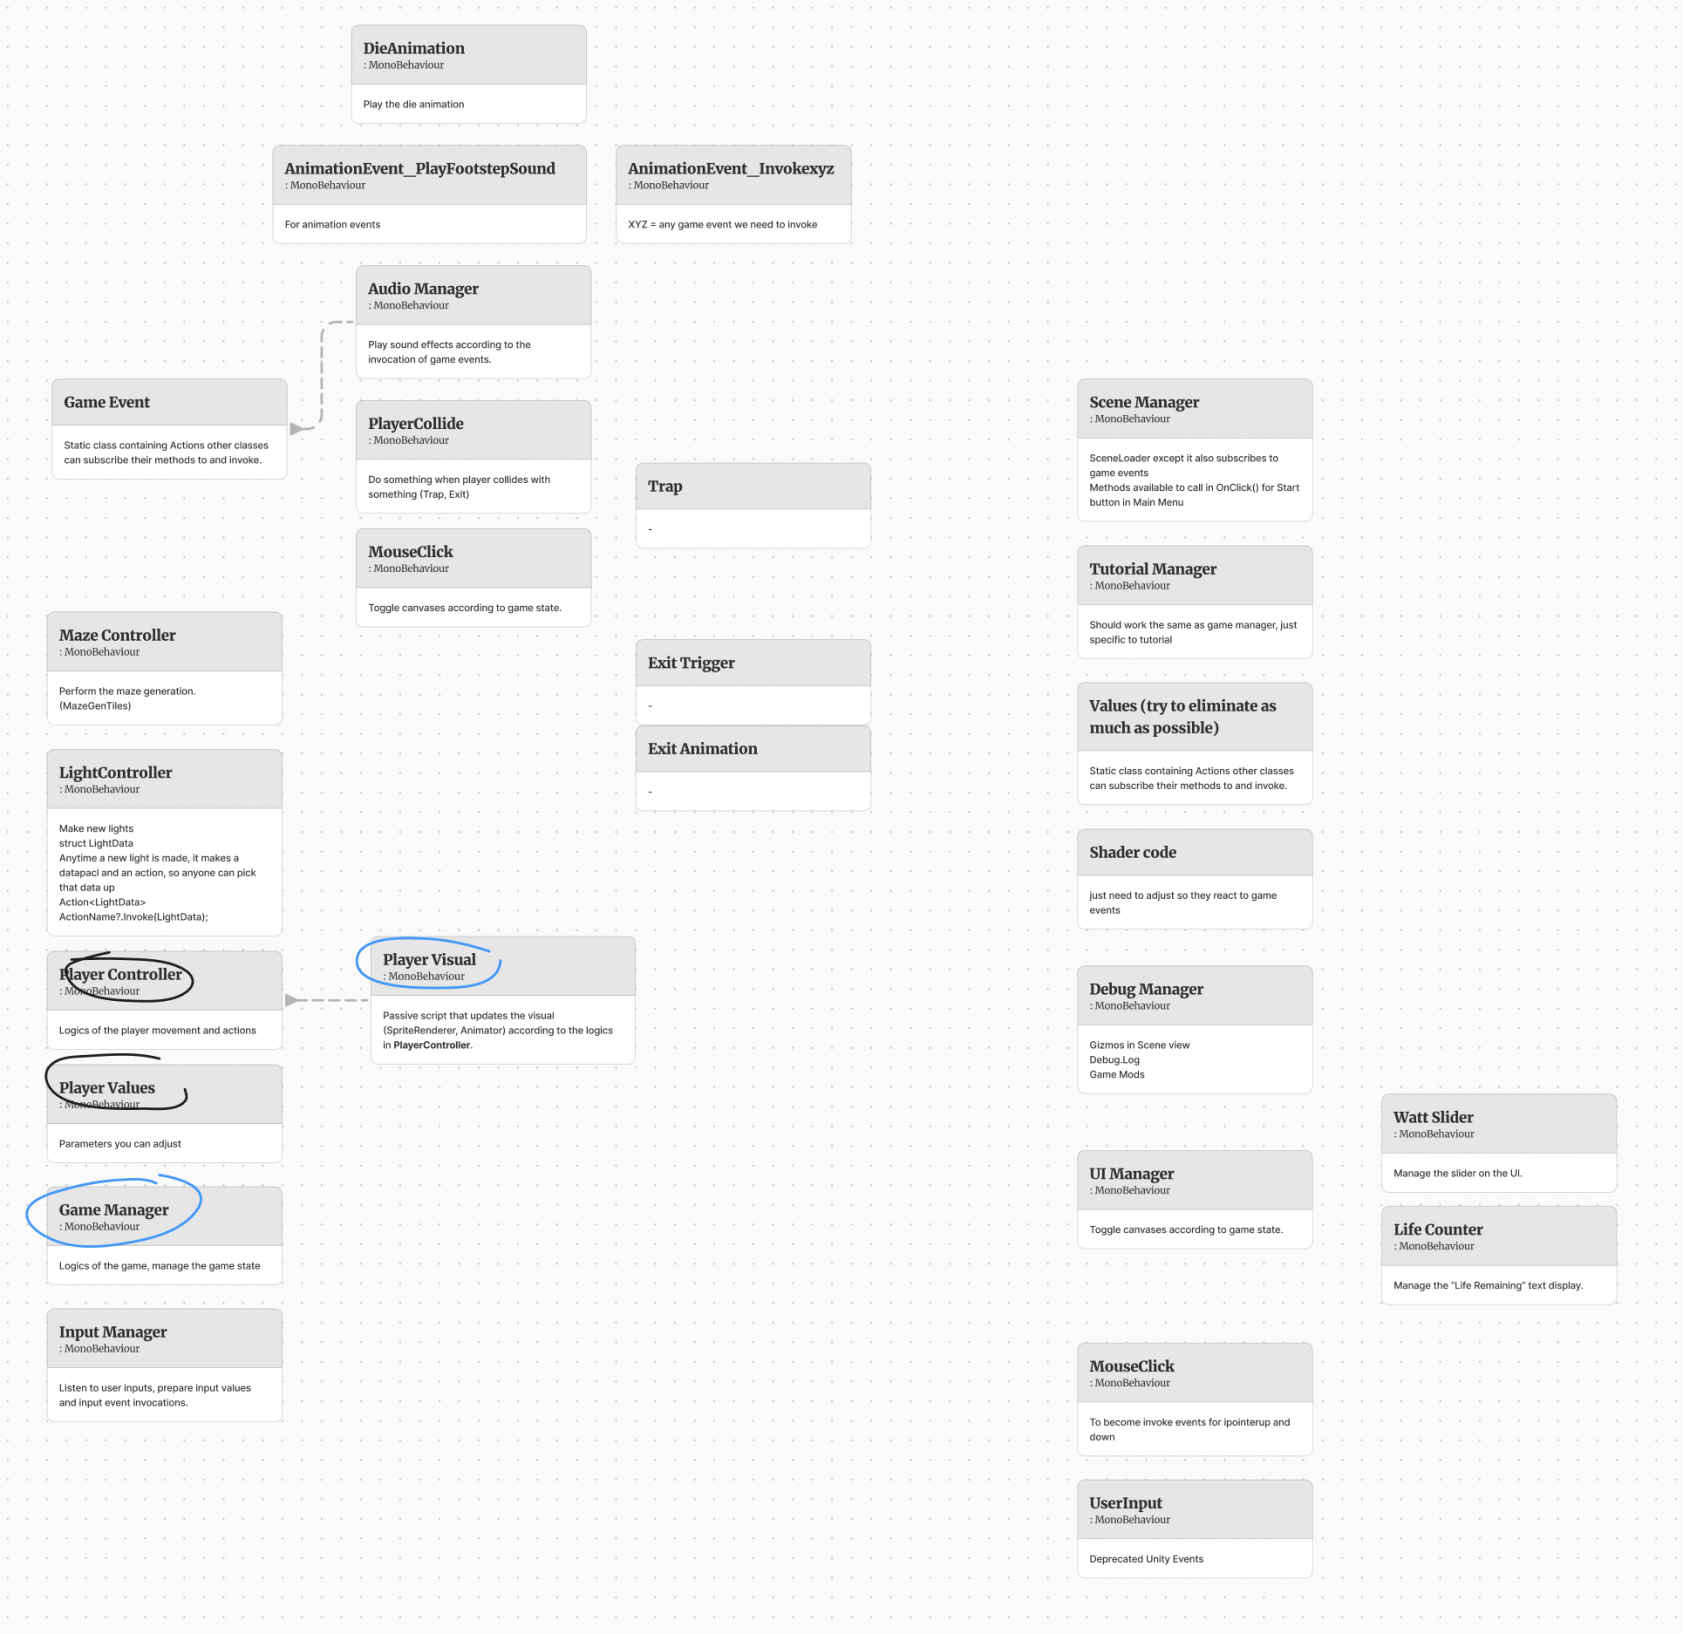 DieAnimation
: MonoBehaviour
Play the die animation
AnimationEvent_PlayFootstepSound
: MonoBehaviour
For animation events
AnimationEvent_Invokexyz
: MonoBehaviour
XYZ = any game event we need to invoke
Audio Manager
: MonoBehaviour
Play sound effects according to the
invocation of game events.
Game Event
Static class containing Actions other classes
can subscribe their methods to and invoke.
PlayerCollide
: MonoBehaviour
Do something when player collides with
something (Trap, Exit)
Trap
-
MouseClick
: MonoBehaviour
Toggle canvases according to game state.
Maze Controller
: MonoBehaviour
Perform the maze generation.
(MazeGenTiles)
Exit Trigger
-
Exit Animation
-
LightController
: MonoBehaviour
Make new lights
struct LightData
Anytime a new light is made, it makes a
datapacl and an action, so anyone can pick
that data up
Action<LightData>
ActionName?.Invoke(LightData);
Player Controller
: MonoBehaviour
Logics of the player movement and actions
Player Visual
: MonoBehaviour
Passive script that updates the visual
(SpriteRenderer, Animator) according to the logics
in PlayerController.
Player Values
: MonoBehaviour
Parameters you can adjust
Game Manager
: MonoBehaviour
Logics of the game, manage the game state
Input Manager
: MonoBehaviour
Listen to user inputs, prepare input values
and input event invocations.
Scene Manager
: MonoBehaviour
SceneLoader except it also subscribes to
game events
Methods available to call in OnClick() for Start
button in Main Menu
Tutorial Manager
: MonoBehaviour
Should work the same as game manager, just
specific to tutorial
Values (try to eliminate as
much as possible)
Static class containing Actions other classes
can subscribe their methods to and invoke.
Shader code
just need to adjust so they react to game
events
Debug Manager
: MonoBehaviour
Gizmos in Scene view
Debug.Log
Game Mods
UI Manager
: MonoBehaviour
Toggle canvases according to game state.
Watt Slider
: MonoBehaviour
Manage the slider on the UI.
Life Counter
: MonoBehaviour
Manage the "Life Remaining" text display.
MouseClick
: MonoBehaviour
To become invoke events for ipointerup and
down
UserInput
: MonoBehaviour
Deprecated Unity Events